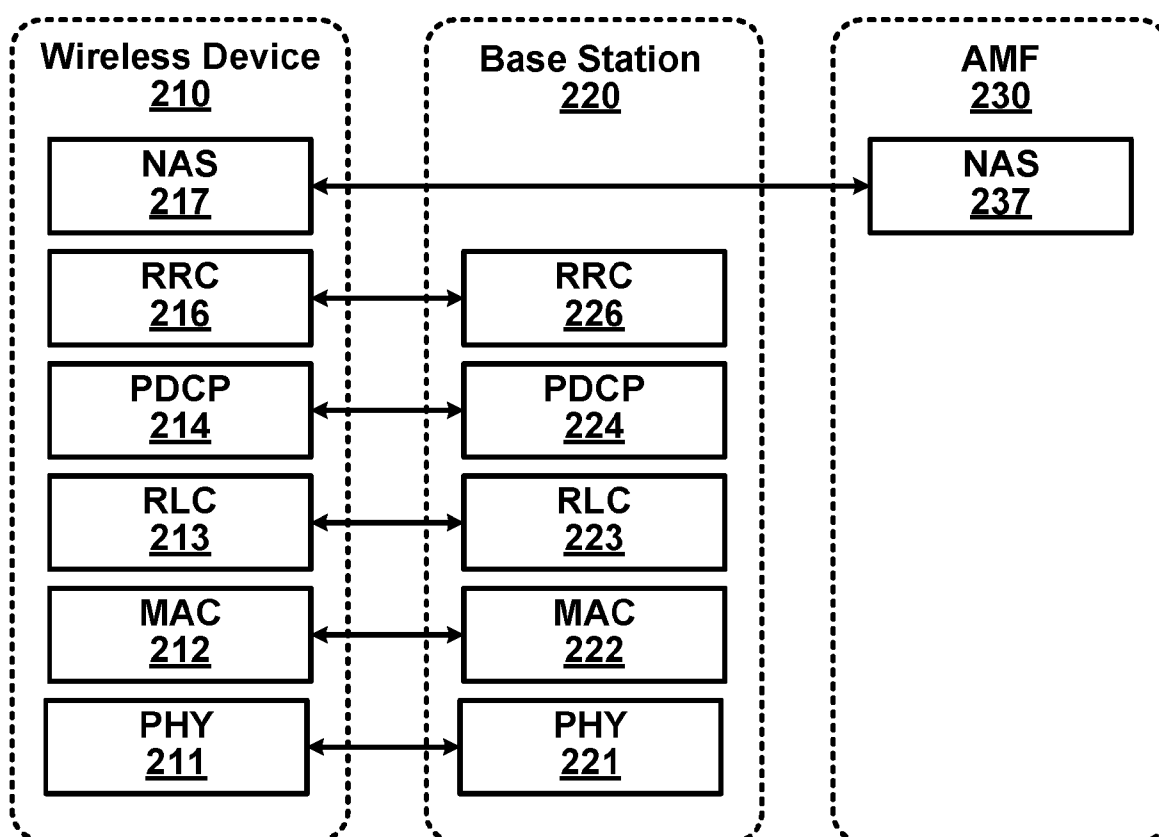 Wireless Device
210
Base Station
220
AMF
230
NAS
217
NAS
237
RRC
216
RRC
226
PDCP
214
PDCP
224
RLC
213
RLC
223
MAC
212
MAC
222
PHY
211
PHY
221